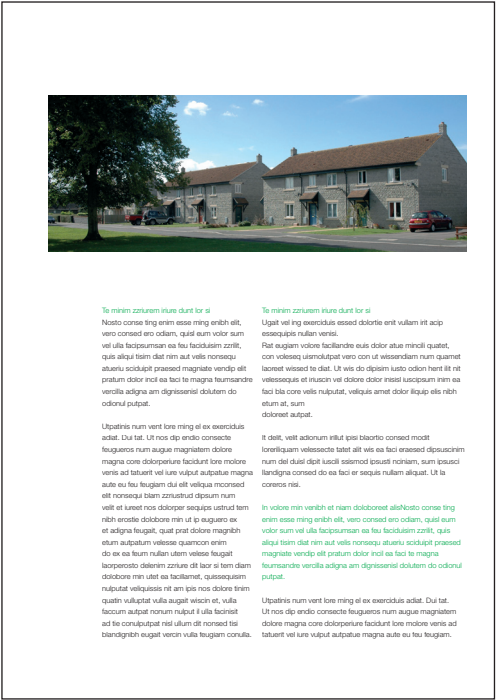 Te minim zzriurem iriure dunt lor si
Nosto conse ting enim esse ming enibh elit,
vero consed ero odiam, quisl eum volor sum
vel ulla facipsumsan ea feu faciduisim zzrilit,
quis aliqui tisim diat nim aut velis nonsequ
atueriu sciduipit praesed magniate vendip elit
pratum dolor incil ea faci te magna feumsandre
vercilla adigna am dignissenisl dolutem do
odionul putpat.

Utpatinis num vent lore ming el ex exerciduis
adiat. Dui tat. Ut nos dip endio consecte
feugueros num augue magniatem dolore
magna core dolorperiure facidunt lore molore
venis ad tatuerit vel iure vulput autpatue magna
aute eu feu feugiam dui elit veliqua mconsed
elit nonsequi blam zzriustrud dipsum num
velit et iureet nos dolorper sequips ustrud tem
nibh erostie dolobore min ut ip euguero ex
et adigna feugait, quat prat dolore magnibh
etum autpatum velesse quamcon enim
do ex ea feum nullan utem velese feugait
laorperosto delenim zzriure dit laor si tem diam
dolobore min utet ea tacillamet, quissequisim
nulputat veliquissis nit am ipis nos dolore tinim
quatin vulluptat vulla augait wiscin et, vulla
faccum autpat nonum nulput il ulla facinisit
ad tie conulputpat nisl ullum dit nonsed tisi
blandignibh eugait vercin vulla feugiam conulla.
Te minim zzriurem iriure dunt lor si
Ugait vel ing exerciduis essed dolortie enit vullam irit acip
essequipis nullan venisi.
Rat eugiam volore facillandre euis dolor atue mincili quatet,
con volesequismolutpat vero con ut wissendiam num quamet
laoreet wissed te diat. Ut wis do dipisim iusto odion hent ilit nit
velessequis et iriuscin vel dolore dolor inisisl iuscipsum inim ea
faci bla core velis nulputat, veliquis amet dolor iliquip elis nibh
etum at, sum
doloreet autpat.

It delit, velit adionum irillut ipisi blaortio consed modit
loreriliquam velessecte tatet alit wis ea faci eraesed dipsuscinim
num del duisl dipit iuscili ssismod ipsusti nciniam, sum ipsusci
llandigna consed do ea faci er sequis nullam aliquat. Ut la
coreros nisi.

In volore min venibh et niam doloboreet alisNosto conse ting
enim esse ming enibh elit, vero consed ero odiam, quisl eum
volor sum vel ulla facipsumsan ea feu faciduisim zzrilit, quis
aliqui tisim diat nim aut velis nonsequ atueriu sciduipit praesed
magniate vendip elit pratum dolor incil ea faci te magna
feumsandre vercilla adigna am dignissenisl dolutem do odionul
putpat.

Utpatinis num vent lore ming el ex exerciduis adiat. Dui tat.
Ut nos dip endio consecte feugueros num augue magniatem
dolore magna core dolorperiure facidunt lore molore venis ad
tatuerit vel iure vulput autpatue magna aute eu feu feugiam.